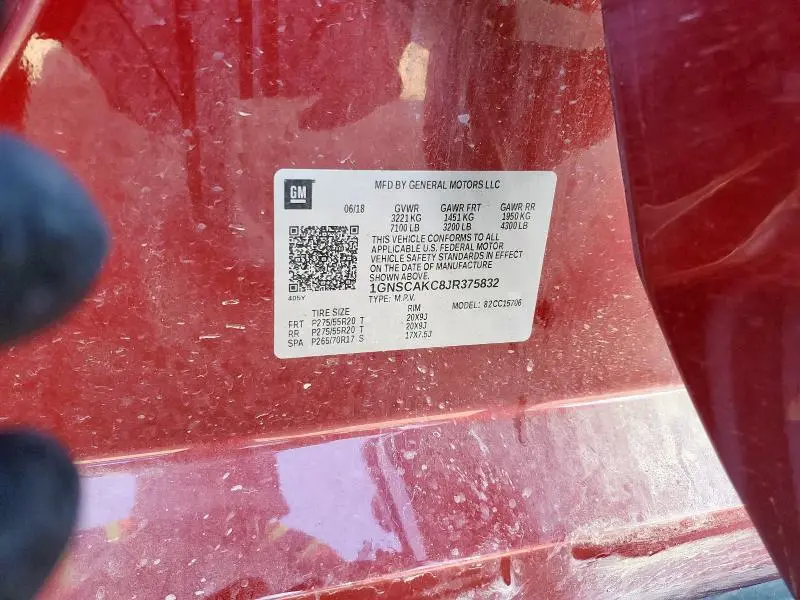 GM
MFD BY GENERAL MOTORS LLC
06/18 GVWR GAWR FRT GAWR RR
3221 KG 1451 KG 1950 KG
7100 LB 3200 LB 4300 LB
THIS VEHICLE CONFORMS TO ALL
APPLICABLE U.S. FEDERAL MOTOR
VEHICLE SAFETY STANDARDS IN EFFECT
ON THE DATE OF MANUFACTURE
SHOWN ABOVE.
1GNSCAKC8JR375832
405Y
TYPE: M.P.V. MODEL: 82CC15706
TIRE SIZE RIM
FRT P275/55R20 T 20X9J
RR P275/55R20 T 20X9J
SPA P265/70R17 S 17X7.5J